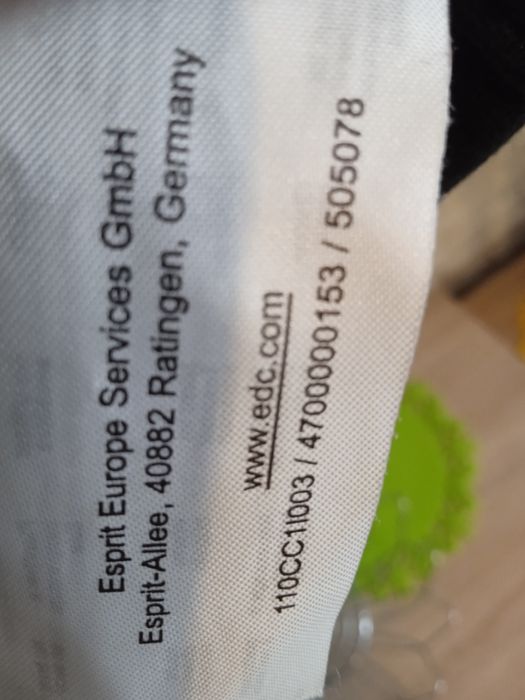 Esprit Europe Services GmbH
Esprit-Allee, 40882 Ratingen, Germany
www.edc.com
110CC1I003 / 4700000153 / 505078